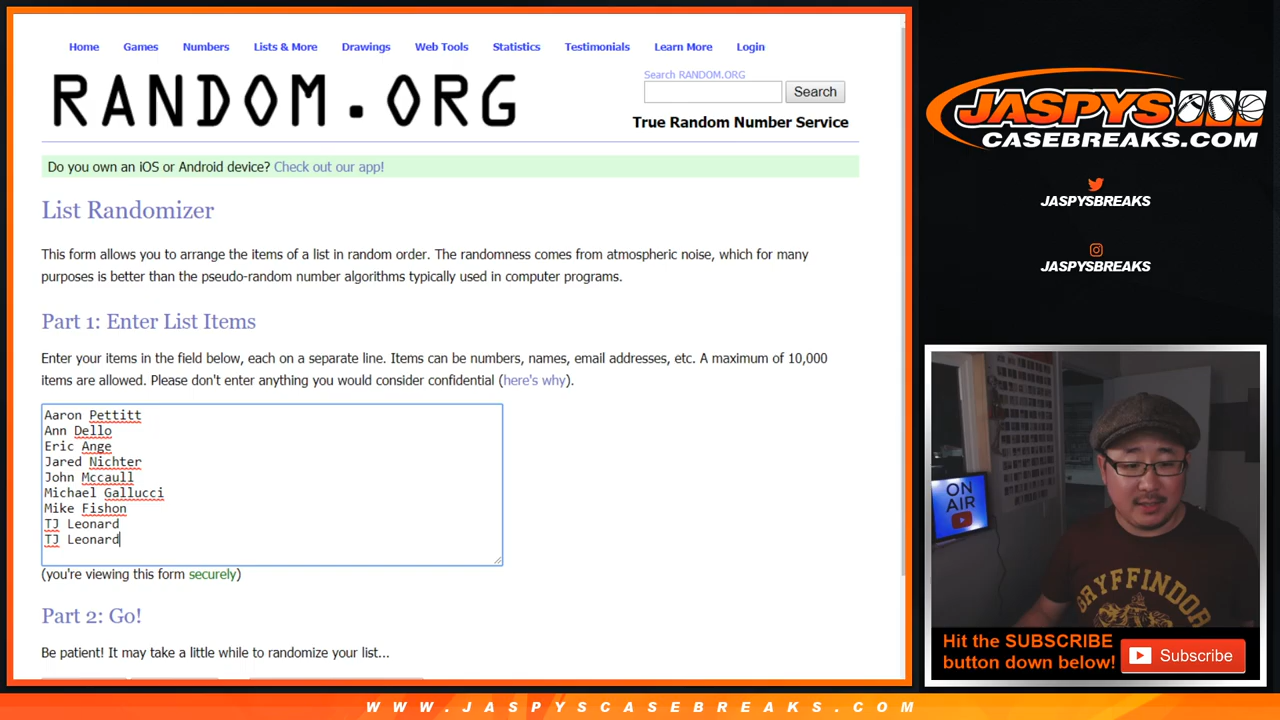 Home Games Numbers Lists & More Drawings Web Tools Statistics Testimonials Learn More Login
RANDOM.ORG
Search RANDOM.ORG
Search
True Random Number Service
Do you own an iOS or Android device? Check out our app!
List Randomizer
This form allows you to arrange the items of a list in random order. The randomness comes from atmospheric noise, which for many
purposes is better than the pseudo-random number algorithms typically used in computer programs.
Part 1: Enter List Items
Enter your items in the field below, each on a separate line. Items can be numbers, names, email addresses, etc. A maximum of 10,000
items are allowed. Please don't enter anything you would consider confidential (here's why).
Aaron Pettitt
Ann Dello
Eric Ange
Jared Nichter
John Mccaull
Michael Gallucci
Mike Fishon
TJ Leonard
TJ Leonard
(you're viewing this form securely)
Part 2: Go!
Be patient! It may take a little while to randomize your list...
JASPYS
CASEBREAKS.COM
JASPYSBREAKS
JASPYSBREAKS
ON
AIR
GRYFFINDOR
Hit the SUBSCRIBE
button down below!
Subscribe
WWW.JASPYSCASEBREAKS.COM